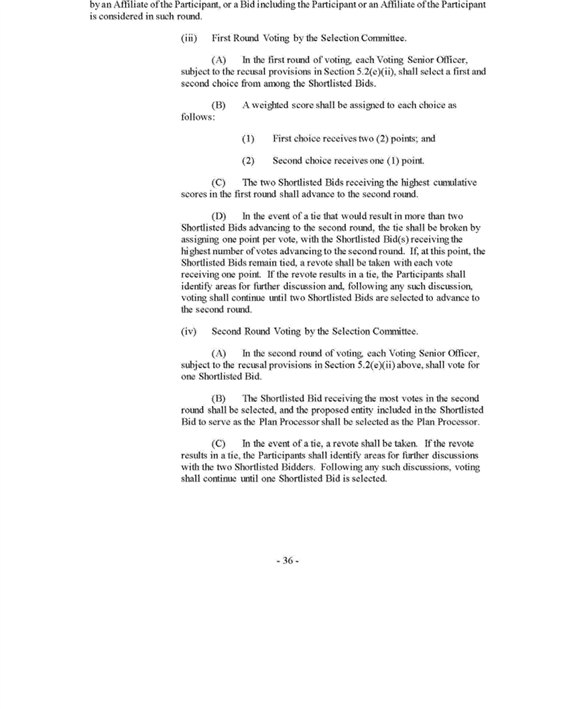 by an Affiliate of the Participant, or a Bid including the Participant or an Affiliate of the Participant
is considered in such round.
(iii) First Round Voting by the Selection Committee.
(A) In the first round of voting, each Voting Senior Officer,
subject to the recusal provisions in Section 5.2(e)(ii), shall select a first and
second choice from among the Shortlisted Bids.
(B) A weighted score shall be assigned to each choice as
follows:
(1) First choice receives two (2) points; and
(2) Second choice receives one (1) point.
(C) The two Shortlisted Bids receiving the highest cumulative
scores in the first round shall advance to the second round.
(D) In the event of a tie that would result in more than two
Shortlisted Bids advancing to the second round, the tie shall be broken by
assigning one point per vote, with the Shortlisted Bid(s) receiving the
highest number of votes advancing to the second round. If, at this point, the
Shortlisted Bids remain tied, a revote shall be taken with each vote
receiving one point. If the revote results in a tie, the Participants shall
identify areas for further discussion and, following any such discussion,
voting shall continue until two Shortlisted Bids are selected to advance to
the second round.
(iv) Second Round Voting by the Selection Committee.
(A) In the second round of voting, each Voting Senior Officer,
subject to the recusal provisions in Section 5.2(e)(ii) above, shall vote for
one Shortlisted Bid.
(B) The Shortlisted Bid receiving the most votes in the second
round shall be selected, and the proposed entity included in the Shortlisted
Bid to serve as the Plan Processor shall be selected as the Plan Processor.
(C) In the event of a tie, a revote shall be taken. If the revote
results in a tie, the Participants shall identify areas for further discussions
with the two Shortlisted Bidders. Following any such discussions, voting
shall continue until one Shortlisted Bid is selected.
- 36 -